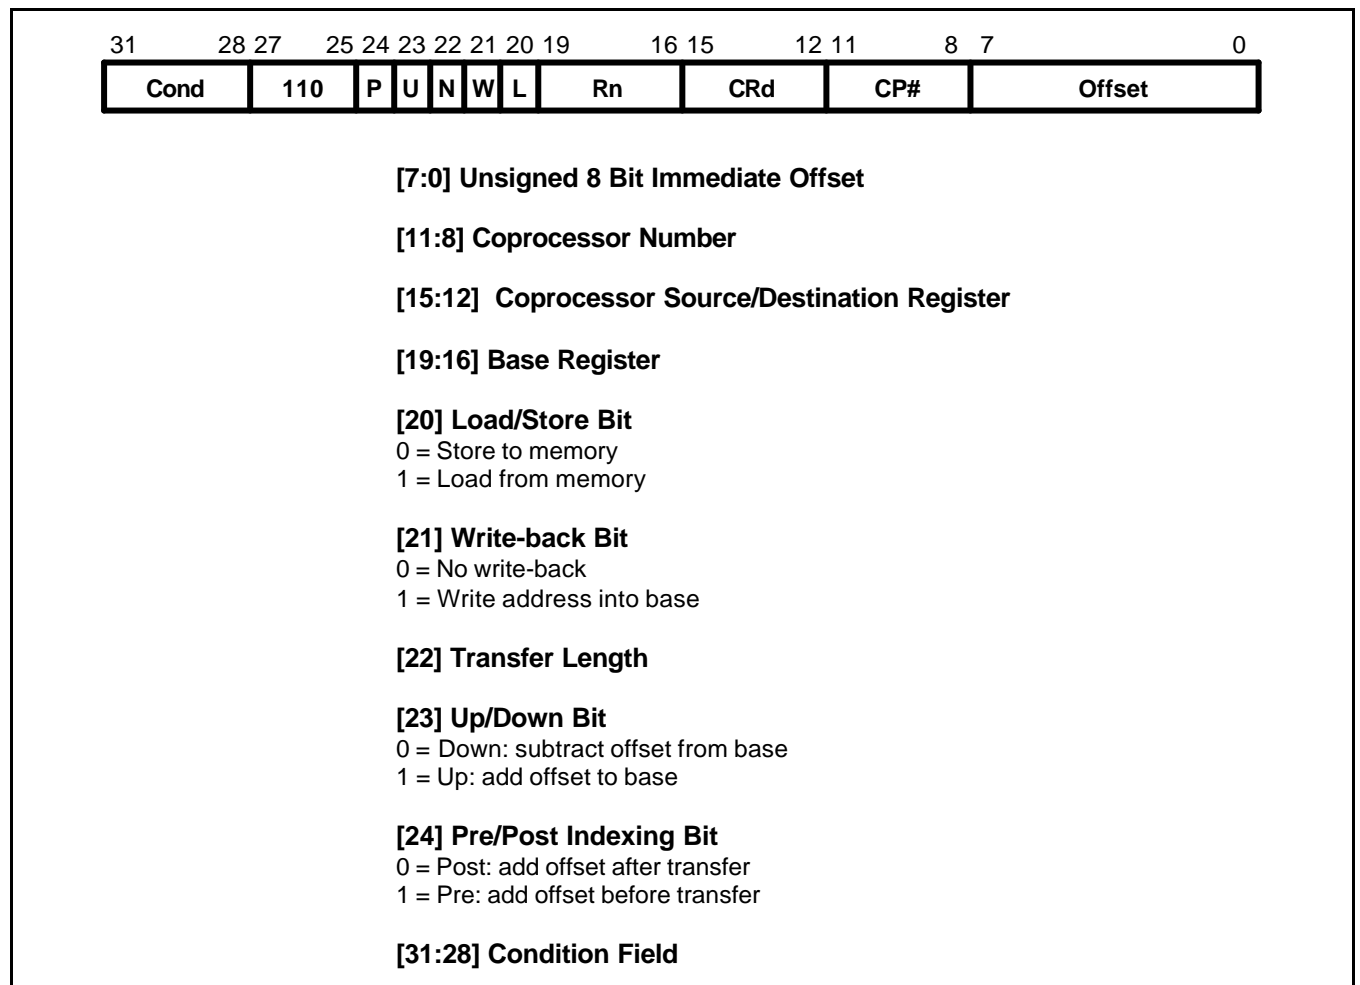 31 28 27 25 24 23 22 21 20 19 16 15 12 11 8 7 0
Cond 110 P U N W L Rn CRd CP# Offset
[7:0] Unsigned 8 Bit Immediate Offset
[11:8] Coprocessor Number
[15:12] Coprocessor Source/Destination Register
[19:16] Base Register
[20] Load/Store Bit
0 = Store to memory
1 = Load from memory
[21] Write-back Bit
0 = No write-back
1 = Write address into base
[22] Transfer Length
[23] Up/Down Bit
0 = Down: subtract offset from base
1 = Up: add offset to base
[24] Pre/Post Indexing Bit
0 = Post: add offset after transfer
1 = Pre: add offset before transfer
[31:28] Condition Field